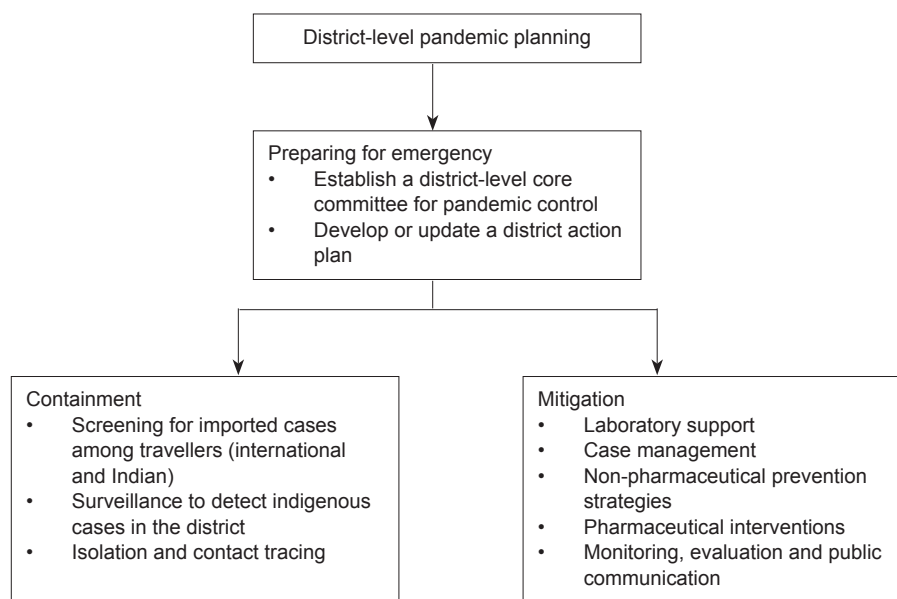 District-level pandemic planning
Preparing for emergency
• Establish a district-level core
committee for pandemic control
• Develop or update a district action
plan
Containment
• Screening for imported cases
among travellers (international
and Indian)
• Surveillance to detect indigenous
cases in the district
• Isolation and contact tracing
Mitigation
• Laboratory support
• Case management
• Non-pharmaceutical prevention
strategies
• Pharmaceutical interventions
• Monitoring, evaluation and public
communication